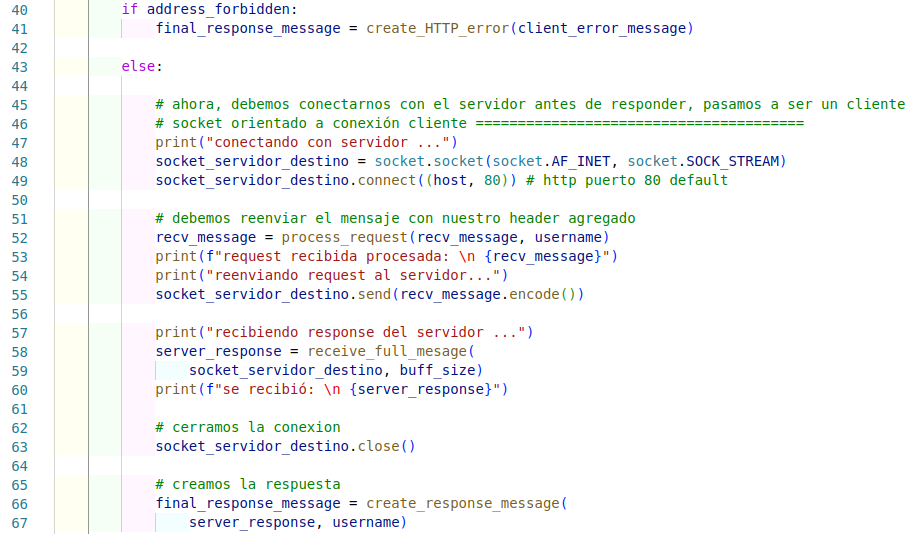 40 if address_forbidden:
41 final_response_message = create_HTTP_error(client_error_message)
42
43 else:
44
45 # ahora, debemos conectarnos con el servidor antes de responder, pasamos a ser un cliente
46 # socket orientado a conexión cliente =======================================
47 print("conectando con servidor ...")
48 socket_servidor_destino = socket.socket(socket.AF_INET, socket.SOCK_STREAM)
49 socket_servidor_destino.connect((host, 80)) # http puerto 80 default
50
51 # debemos reenviar el mensaje con nuestro header agregado
52 recv_message = process_request(recv_message, username)
53 print(f"request recibida procesada: \n {recv_message}")
54 print("reenviando request al servidor...")
55 socket_servidor_destino.send(recv_message.encode())
56
57 print("recibiendo response del servidor ...")
58 server_response = receive_full_mesage(
59 socket_servidor_destino, buff_size)
60 print(f"se recibió: \n {server_response}")
61
62 # cerramos la conexion
63 socket_servidor_destino.close()
64
65 # creamos la respuesta
66 final_response_message = create_response_message(
67 server_response, username)